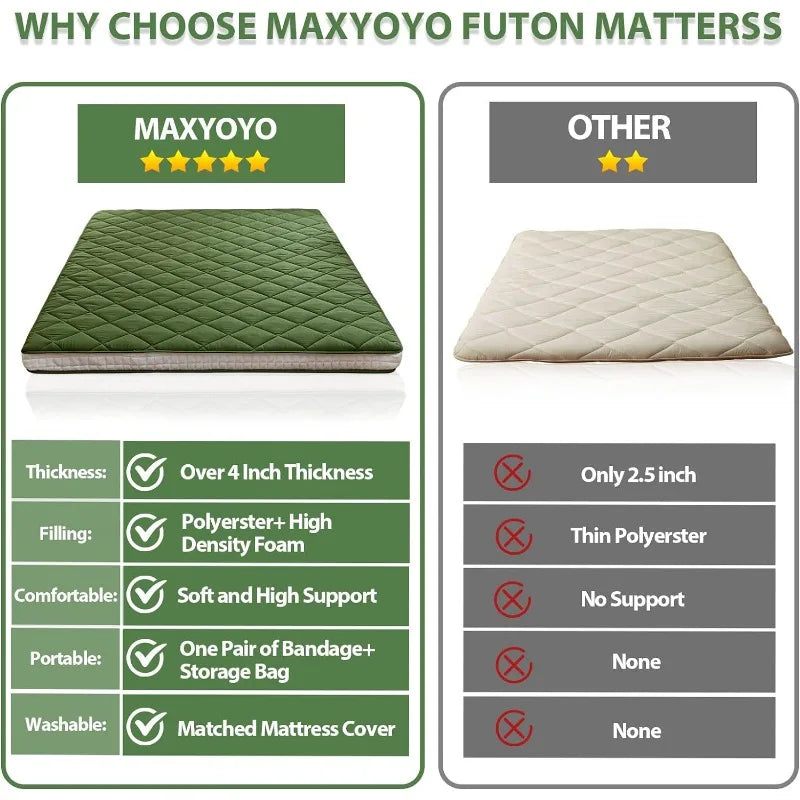 WHY CHOOSE MAXYOYO FUTON MATTERSS
MAXYOYO
Thickness:
Over 4 Inch Thickness
Filling:
Polyerster+ High
Density Foam
Comfortable:
Soft and High Support
Portable:
One Pair of Bandage+
Storage Bag
Washable:
Matched Mattress Cover
OTHER
Only 2.5 inch
Thin Polyerster
No Support
None
None